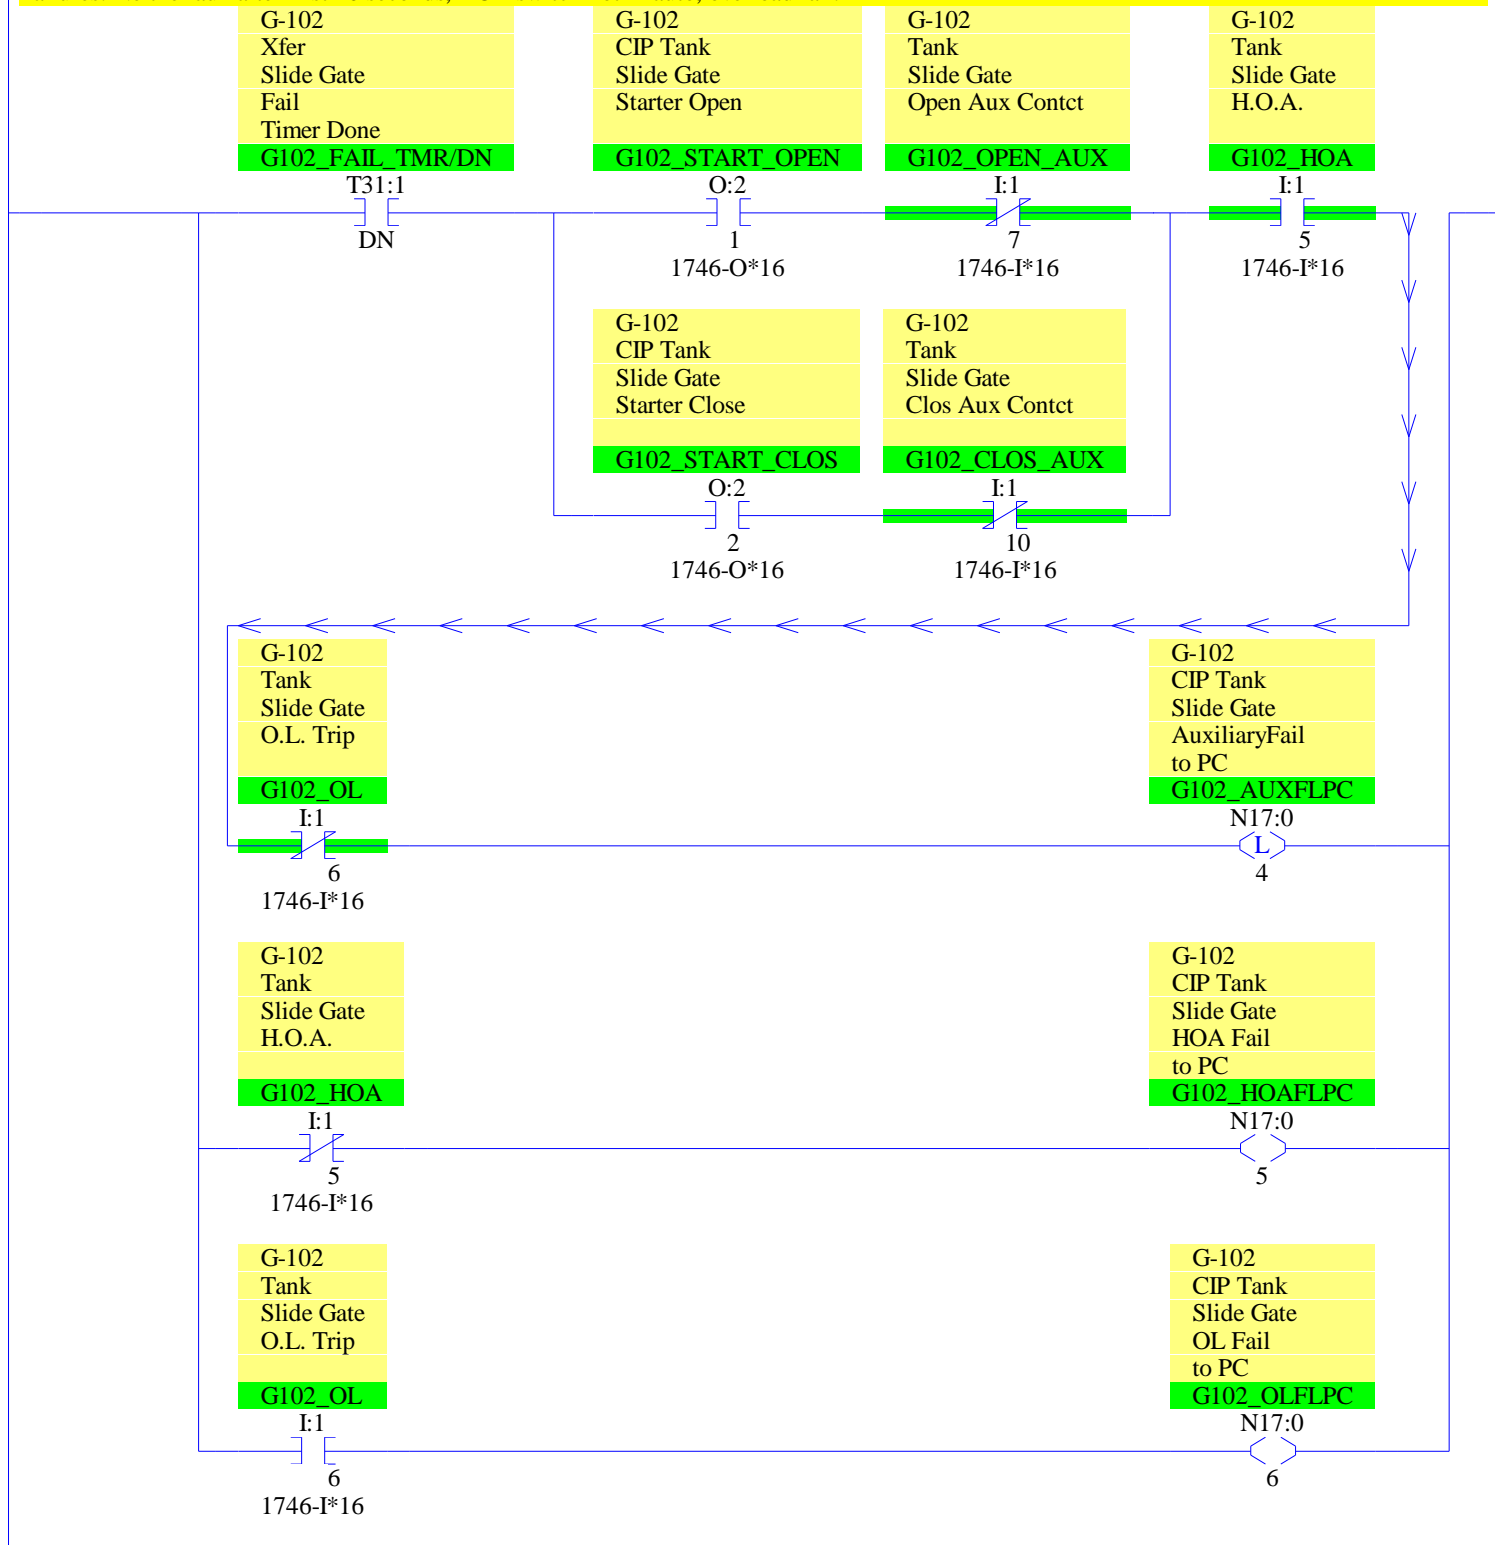 G-102
Xfer
Slide Gate
Fail
Timer Done
G102_FAIL_TMR/DN
T31:1
DN
G-102
CIP Tank
Slide Gate
Starter Open
G102_START_OPEN
O:2
1
1746-O*16
G-102
Tank
Slide Gate
Open Aux Contct
G102_OPEN_AUX
I:1
7
1746-I*16
G-102
Tank
Slide Gate
H.O.A.
G102_HOA
I:1
5
1746-I*16
G-102
CIP Tank
Slide Gate
Starter Close
G102_START_CLOS
O:2
2
1746-O*16
G-102
Tank
Slide Gate
Clos Aux Contct
G102_CLOS_AUX
I:1
10
1746-I*16
G-102
Tank
Slide Gate
O.L. Trip
G102_OL
I:1
6
1746-I*16
G-102
CIP Tank
Slide Gate
AuxiliaryFail
to PC
G102_AUXFLPC
N17:0
L
4
G-102
Tank
Slide Gate
H.O.A.
G102_HOA
I:1
5
1746-I*16
G-102
CIP Tank
Slide Gate
HOA Fail
to PC
G102_HOAFLPC
N17:0
5
G-102
Tank
Slide Gate
O.L. Trip
G102_OL
I:1
6
1746-I*16
G-102
CIP Tank
Slide Gate
OL Fail
to PC
G102_OLFLPC
N17:0
6